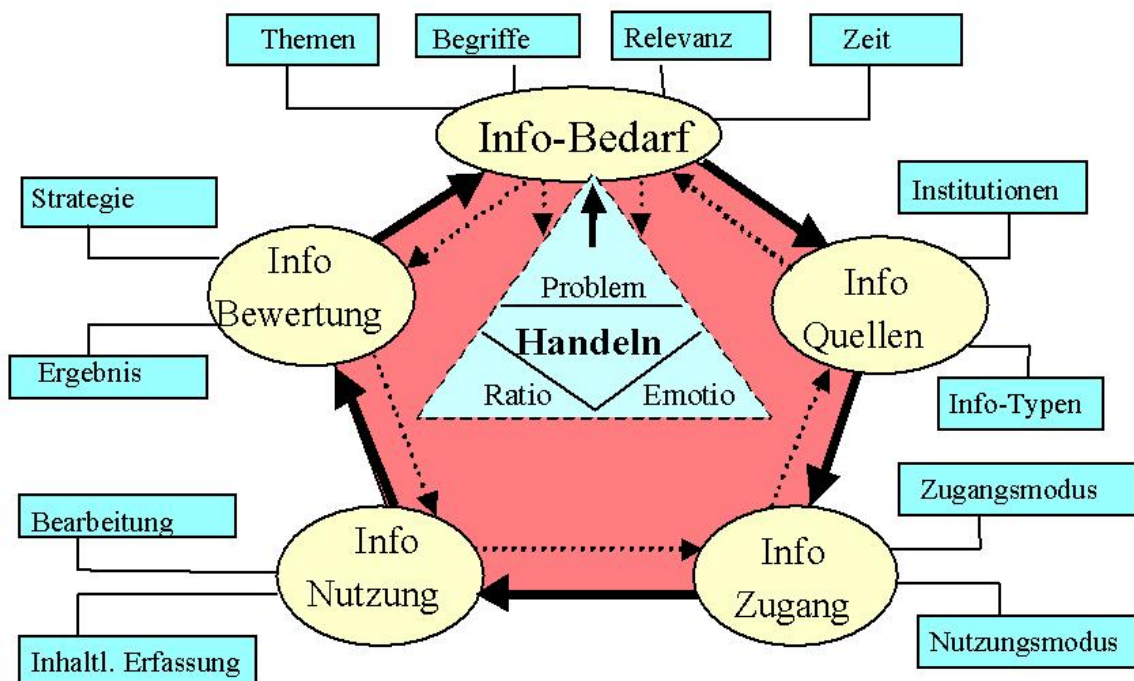 Themen
Begriffe
Relevanz
Zeit
Info-Bedarf
Strategie
Info
Bewertung
Ergebnis
Institutionen
Info
Quellen
Info-Typen
Problem
Handeln
Ratio
Emotio
Bearbeitung
Info
Nutzung
Inhaltl. Erfassung
Zugangsmodus
Info
Zugang
Nutzungsmodus